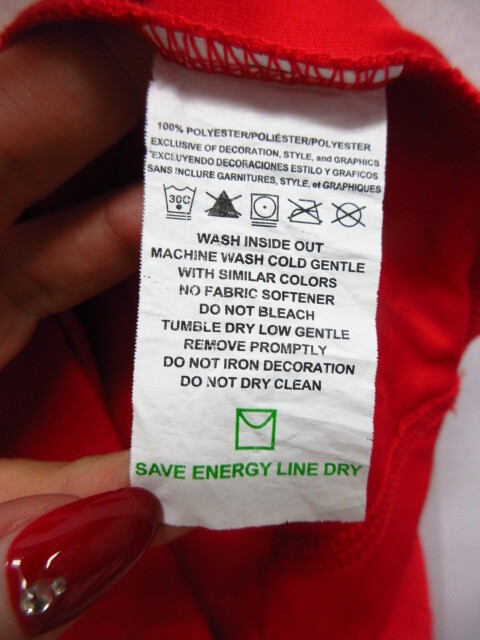 100% POLYESTER/POLIÉSTER/POLYESTER
EXCLUSIVE OF DECORATION, STYLE, and GRAPHICS
EXCLUYENDO DECORACIONES ESTILO Y GRAFICOS
SANS INCLURE GARNITURES, STYLE, et GRAPHIQUES
30C
WASH INSIDE OUT
MACHINE WASH COLD GENTLE
WITH SIMILAR COLORS
NO FABRIC SOFTENER
DO NOT BLEACH
TUMBLE DRY LOW GENTLE
REMOVE PROMPTLY
DO NOT IRON DECORATION
DO NOT DRY CLEAN
SAVE ENERGY LINE DRY